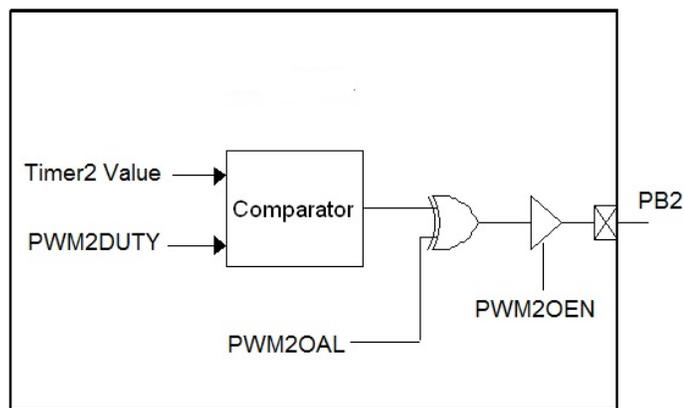 Timer2 Value
PWM2DUTY
Comparator
PWM2OAL
PWM2OEN
PB2